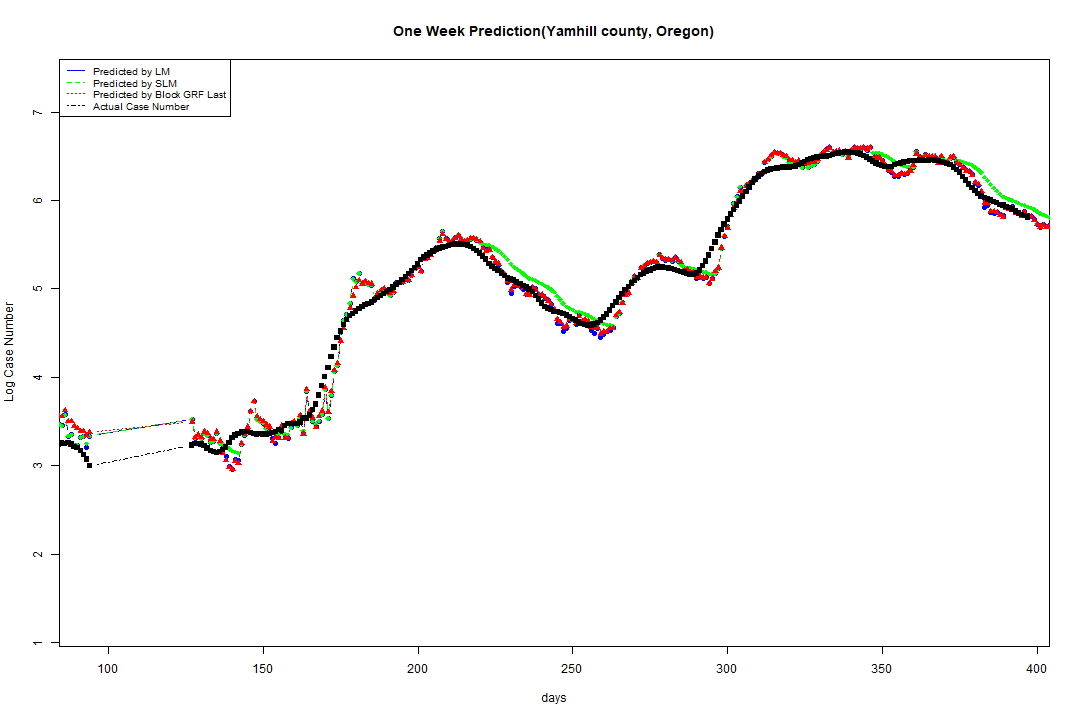 One Week Prediction(Yamhill county, Oregon)
Predicted by LM
Predicted by SLM
Predicted by Block GRF Last
Actual Case Number
7
6
5
4
3
2
1
Log Case Number
100 150 200 250 300 350 400
days